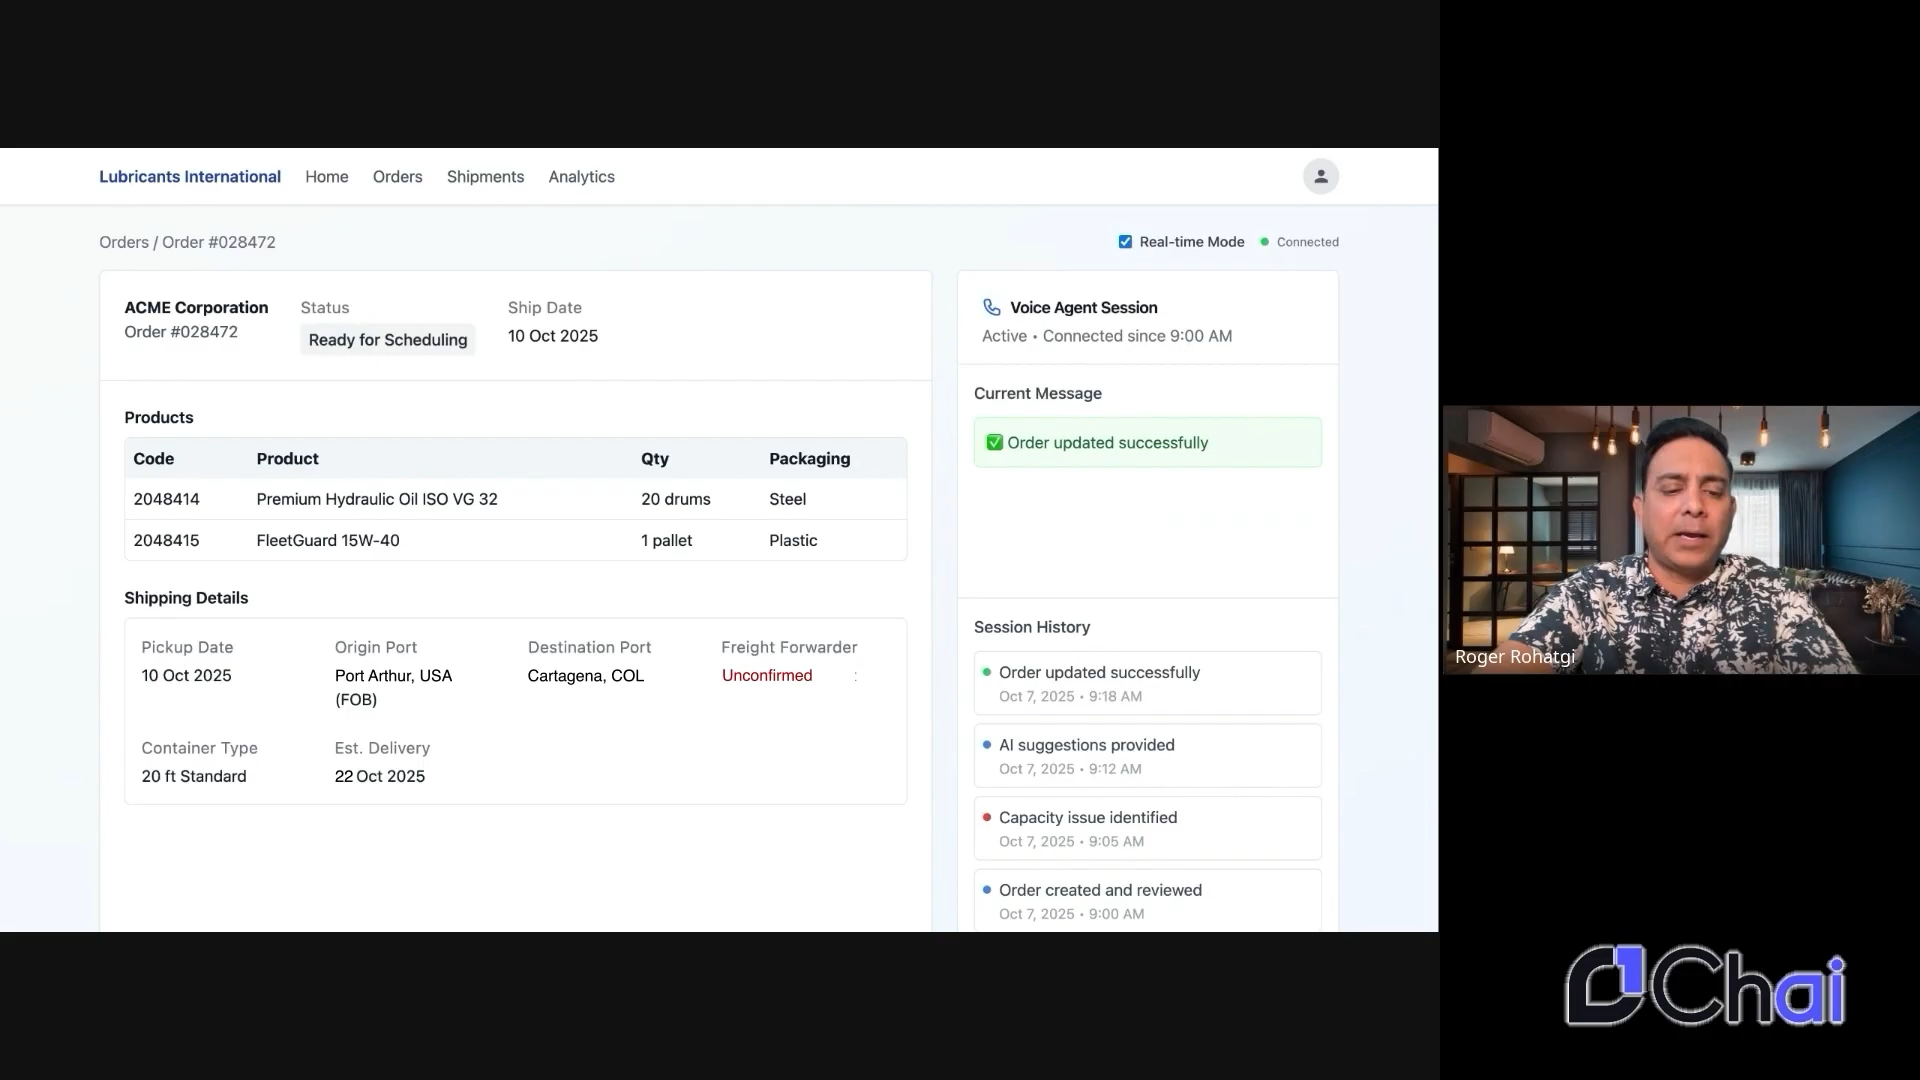 Lubricants International Home Orders Shipments Analytics
Orders / Order #028472
Real-time Mode Connected
ACME Corporation
Order #028472
Status
Ready for Scheduling
Ship Date
10 Oct 2025
Products
Code Product Qty Packaging
2048414 Premium Hydraulic Oil ISO VG 32 20 drums Steel
2048415 FleetGuard 15W-40 1 pallet Plastic
Shipping Details
Pickup Date
10 Oct 2025
Origin Port
Port Arthur, USA
(FOB)
Destination Port
Cartagena, COL
Freight Forwarder
Unconfirmed
Container Type
20 ft Standard
Est. Delivery
22 Oct 2025
Voice Agent Session
Active • Connected since 9:00 AM
Current Message
✅ Order updated successfully
Session History
Order updated successfully
Oct 7, 2025 • 9:18 AM
AI suggestions provided
Oct 7, 2025 • 9:12 AM
Capacity issue identified
Oct 7, 2025 • 9:05 AM
Order created and reviewed
Oct 7, 2025 • 9:00 AM
Roger Rohatgi
Chai